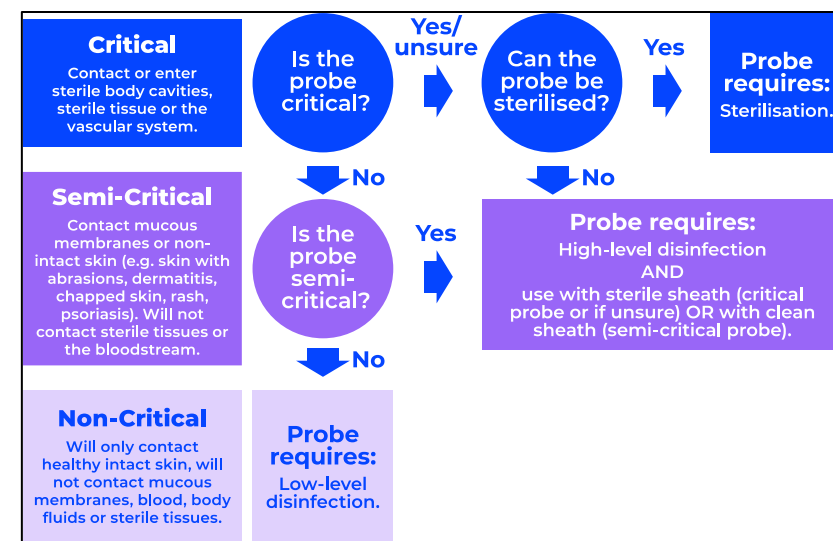 Critical
Contact or enter
sterile body cavities,
sterile tissue or the
vascular system.
Is the
probe
critical?
Yes/
unsure
Can the
probe be
sterilised?
Yes
Probe
requires:
Sterilisation.
No
No
Semi-Critical
Contact mucous
membranes or non-
intact skin (e.g. skin with
abrasions, dermatitis,
chapped skin, rash,
psoriasis). Will not
contact sterile tissues or
the bloodstream.
Is the
probe
semi-
critical?
Yes
Probe requires:
High-level disinfection
AND
use with sterile sheath (critical
probe or if unsure) OR with clean
sheath (semi-critical probe).
No
Non-Critical
Will only contact
healthy intact skin, will
not contact mucous
membranes, blood, body
fluids or sterile tissues.
Probe
requires:
Low-level
disinfection.